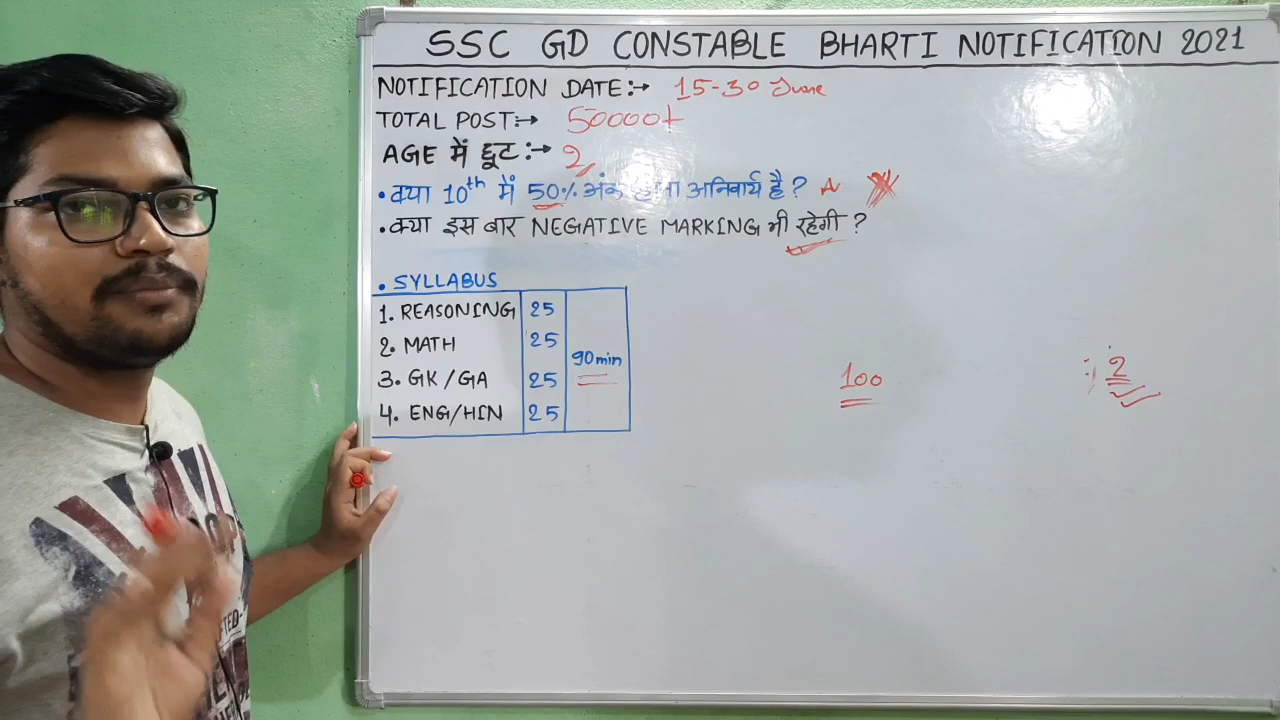 SSC GD CONSTABLE BHARTI NOTIFICATION 2021
NOTIFICATION DATE:→ 15-30 June
TOTAL POST:→ 50000+
AGE में छूट :→ 2
• क्या 10th में 50% अंक अनिवार्य है ?
• क्या इस बार NEGATIVE MARKING भी रहेगी ?
• SYLLABUS
1. REASONING 25
2. MATH 25
90min
3. GK/GA 25
4. ENG/HIN 25
100
2